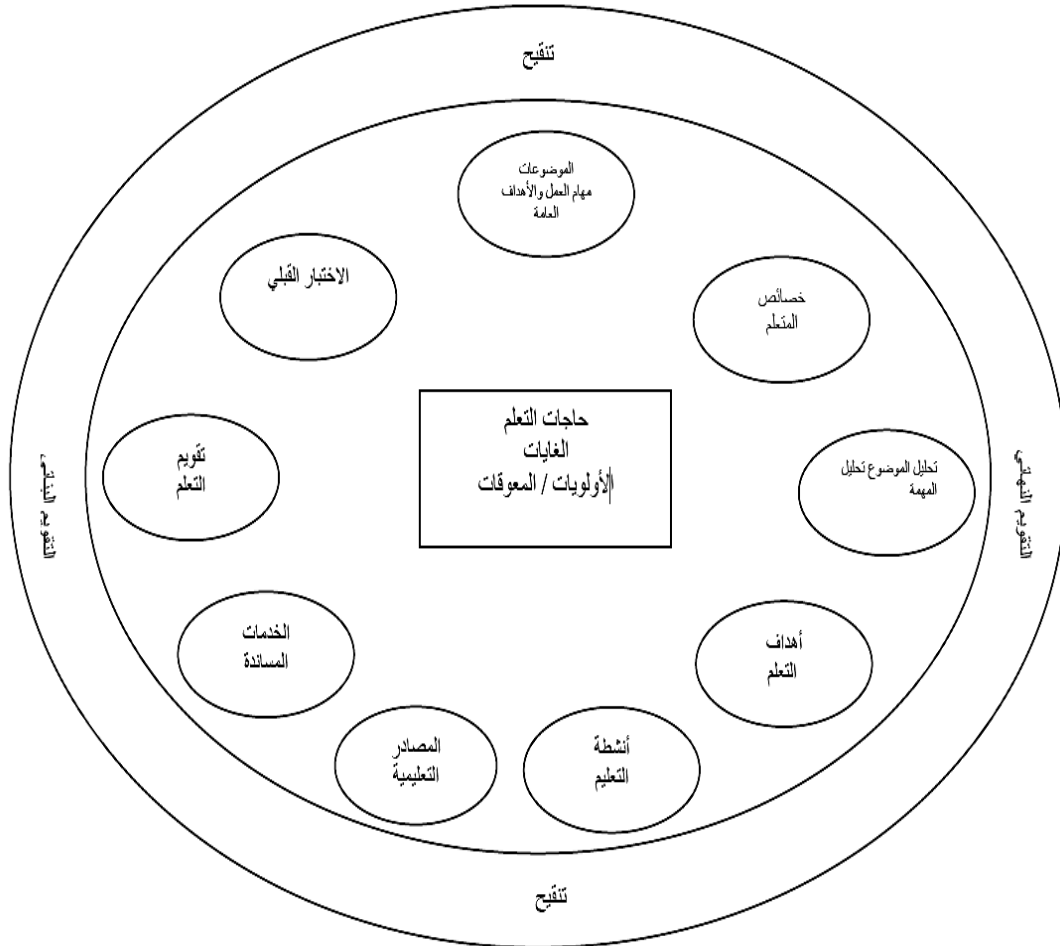 تنقيح
الموضوعات
مهام العمل والأهداف
العامة
الاختبار القبلي
خصائص
المتعلم
حاجات التعلم
الغايات
الأولويات / المعوقات
تقويم
التعلم
تحليل الموضوع تحليل
المهمة
التقويم البنائى
التقويم النهائي
الخدمات
المساندة
أهداف
التعلم
المصادر
التعليمية
أنشطة
التعليم
تنقيح